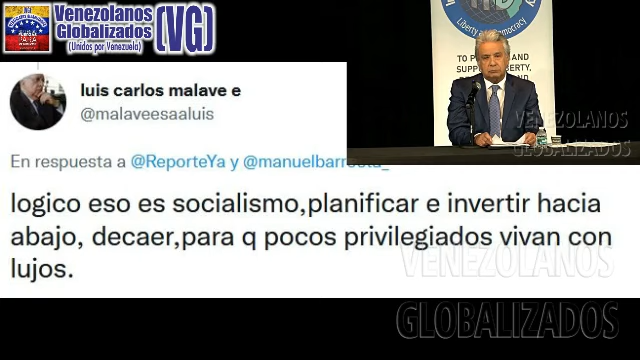 Venezolanos
Globalizados
(Unidos por Venezuela)
(VG)
Liberty & Democracy
TO P
SUPP
VENEZOLANOS
GLOBALIZADOS
luis carlos malave e
@malaveesaaluis
En respuesta a @ReporteYa y
logico eso es socialismo,planificar e invertir hacia
abajo, decaer,para q pocos privilegiados vivan con
lujos.
VENEZOLANOS
GLOBALIZADOS